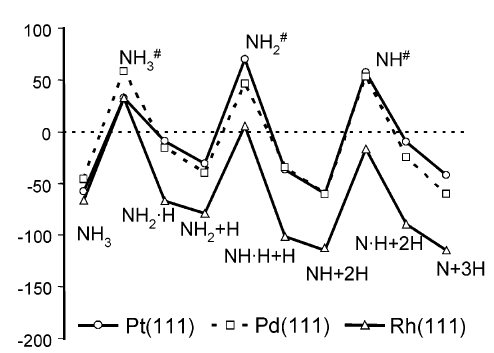 100
50
0
-50
-100
-150
-200
NH₃
NH₃#
NH₂·H
NH₂+H
NH₂#
NH·H+H
NH+2H
NH#
N·H+2H
N+3H
Pt(111) Pd(111) Rh(111)